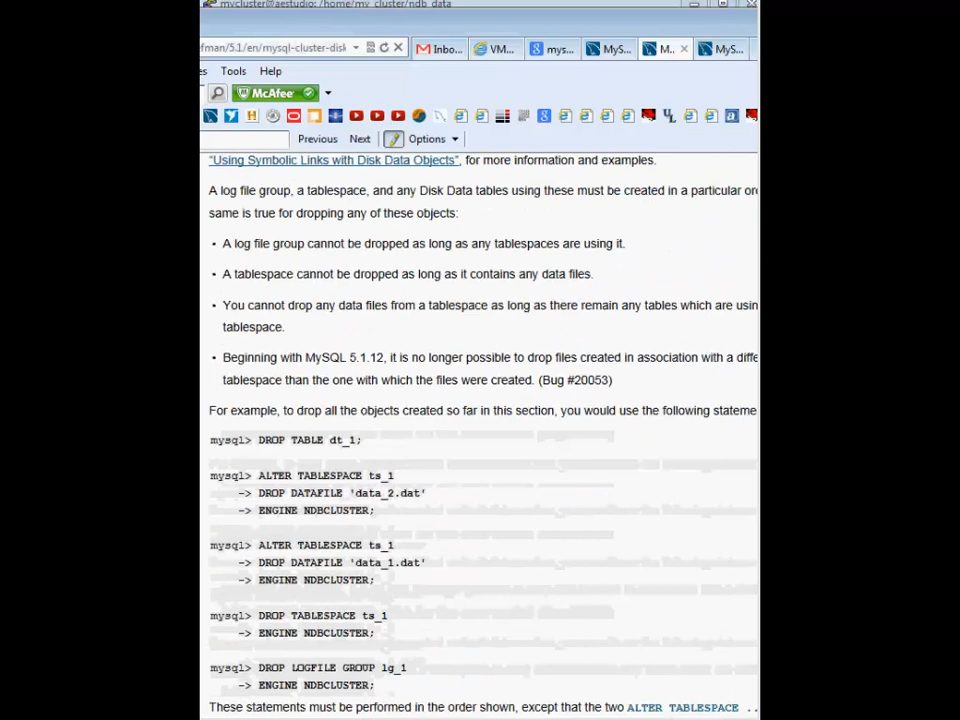 mycluster@aestudio: /home/my_cluster/ndb_data
efman/5.1/en/mysql-cluster-disk
Inbo...
VM...
mys...
MyS...
M...
MyS...
es Tools Help
McAfee
Previous Next Options
"Using Symbolic Links with Disk Data Objects", for more information and examples.
A log file group, a tablespace, and any Disk Data tables using these must be created in a particular ord
same is true for dropping any of these objects:
• A log file group cannot be dropped as long as any tablespaces are using it.
• A tablespace cannot be dropped as long as it contains any data files.
• You cannot drop any data files from a tablespace as long as there remain any tables which are usin
tablespace.
• Beginning with MySQL 5.1.12, it is no longer possible to drop files created in association with a diffe
tablespace than the one with which the files were created. (Bug #20053)
For example, to drop all the objects created so far in this section, you would use the following stateme
mysql> DROP TABLE dt_1;
mysql> ALTER TABLESPACE ts_1
-> DROP DATAFILE 'data_2.dat'
-> ENGINE NDBCLUSTER;
mysql> ALTER TABLESPACE ts_1
-> DROP DATAFILE 'data_1.dat'
-> ENGINE NDBCLUSTER;
mysql> DROP TABLESPACE ts_1
-> ENGINE NDBCLUSTER;
mysql> DROP LOGFILE GROUP lg_1
-> ENGINE NDBCLUSTER;
These statements must be performed in the order shown, except that the two ALTER TABLESPACE ..